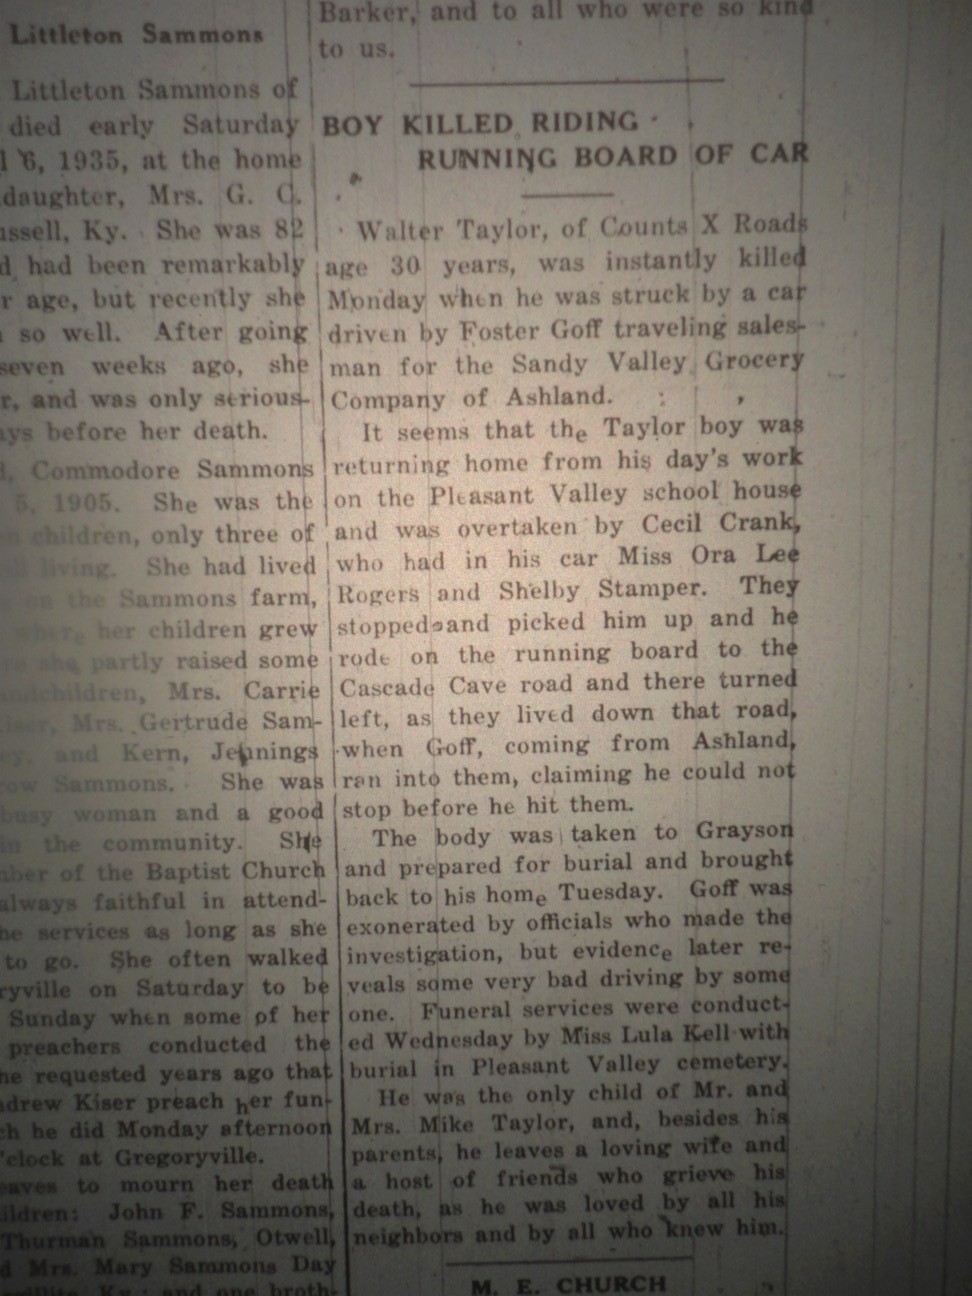 Littleton Sammons
Littleton Sammons of
died early Saturday
6, 1935, at the home
daughter, Mrs. G. C.
ussell, Ky. She was 82
d had been remarkably
r age, but recently she
so well. After going
seven weeks ago, she
r, and was only serious-
ays before her death.
Commodore Sammons
5, 1905. She was the
children, only three of
living. She had lived
on the Sammons farm,
where her children grew
she partly raised some
ndchildren, Mrs. Carrie
Mrs. Gertrude Sam-
and Kern, Jennings
Sammons. She was
busy woman and a good
in the community. She
mber of the Baptist Church
always faithful in attend-
he services as long as she
to go. She often walked
ryville on Saturday to be
Sunday when some of her
preachers conducted the
he requested years ago that
ndrew Kiser preach her fun-
ch he did Monday afternoon
o'clock at Gregoryville.
eaves to mourn her death
ildren: John F. Sammons,
Thurman Sammons, Otwell,
d Mrs. Mary Sammons Day
Ky.; and one broth-
Barker, and to all who were so kind
to us.
BOY KILLED RIDING
RUNNING BOARD OF CAR
Walter Taylor, of Counts X Roads
age 30 years, was instantly killed
Monday when he was struck by a car
driven by Foster Goff traveling sales-
man for the Sandy Valley Grocery
Company of Ashland.
It seems that the Taylor boy was
returning home from his day's work
on the Pleasant Valley school house
and was overtaken by Cecil Crank,
who had in his car Miss Ora Lee
Rogers and Shelby Stamper. They
stopped and picked him up and he
rode on the running board to the
Cascade Cave road and there turned
left, as they lived down that road,
when Goff, coming from Ashland,
ran into them, claiming he could not
stop before he hit them.
The body was taken to Grayson
and prepared for burial and brought
back to his home Tuesday. Goff was
exonerated by officials who made the
investigation, but evidence later re-
veals some very bad driving by some
one. Funeral services were conduct-
ed Wednesday by Miss Lula Kell with
burial in Pleasant Valley cemetery.
He was the only child of Mr. and
Mrs. Mike Taylor, and, besides his
parents, he leaves a loving wife and
a host of friends who grieve his
death, as he was loved by all his
neighbors and by all who knew him.
M. E. CHURCH